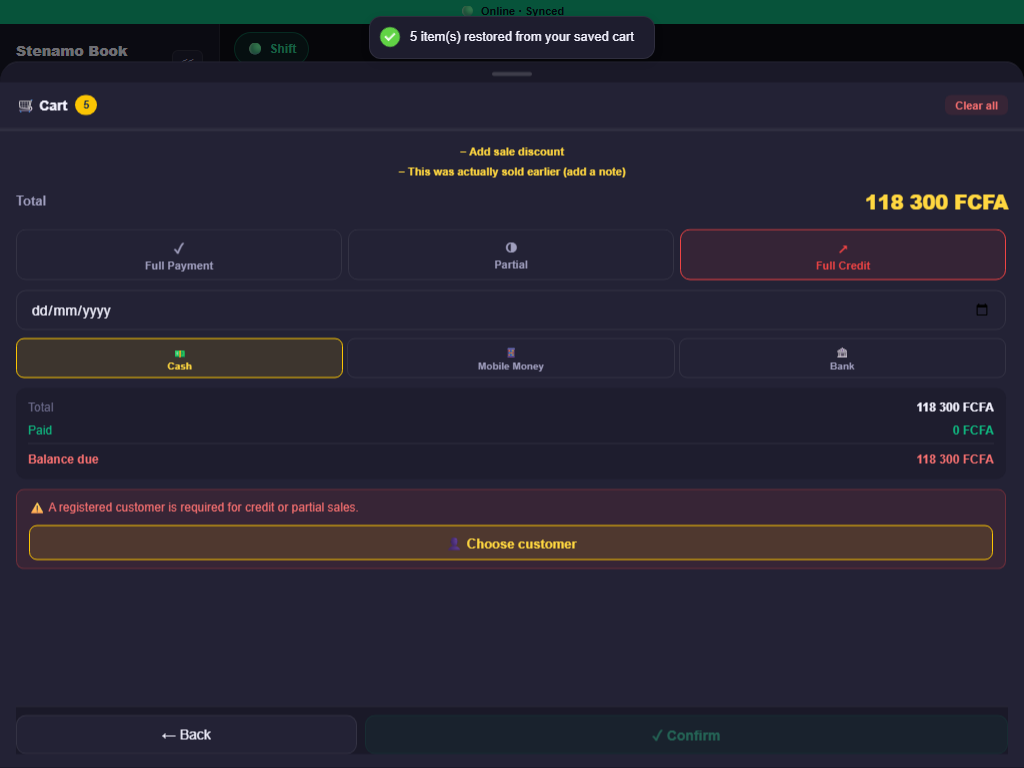 Online · Synced
5 item(s) restored from your saved cart
Stenamo Book
<<
Shift
Cart 5
Clear all
– Add sale discount
– This was actually sold earlier (add a note)
Total 118 300 FCFA
✓ Full Payment
Partial
↗ Full Credit
dd/mm/yyyy
Cash
Mobile Money
Bank
Total 118 300 FCFA
Paid 0 FCFA
Balance due 118 300 FCFA
A registered customer is required for credit or partial sales.
Choose customer
← Back
✓ Confirm